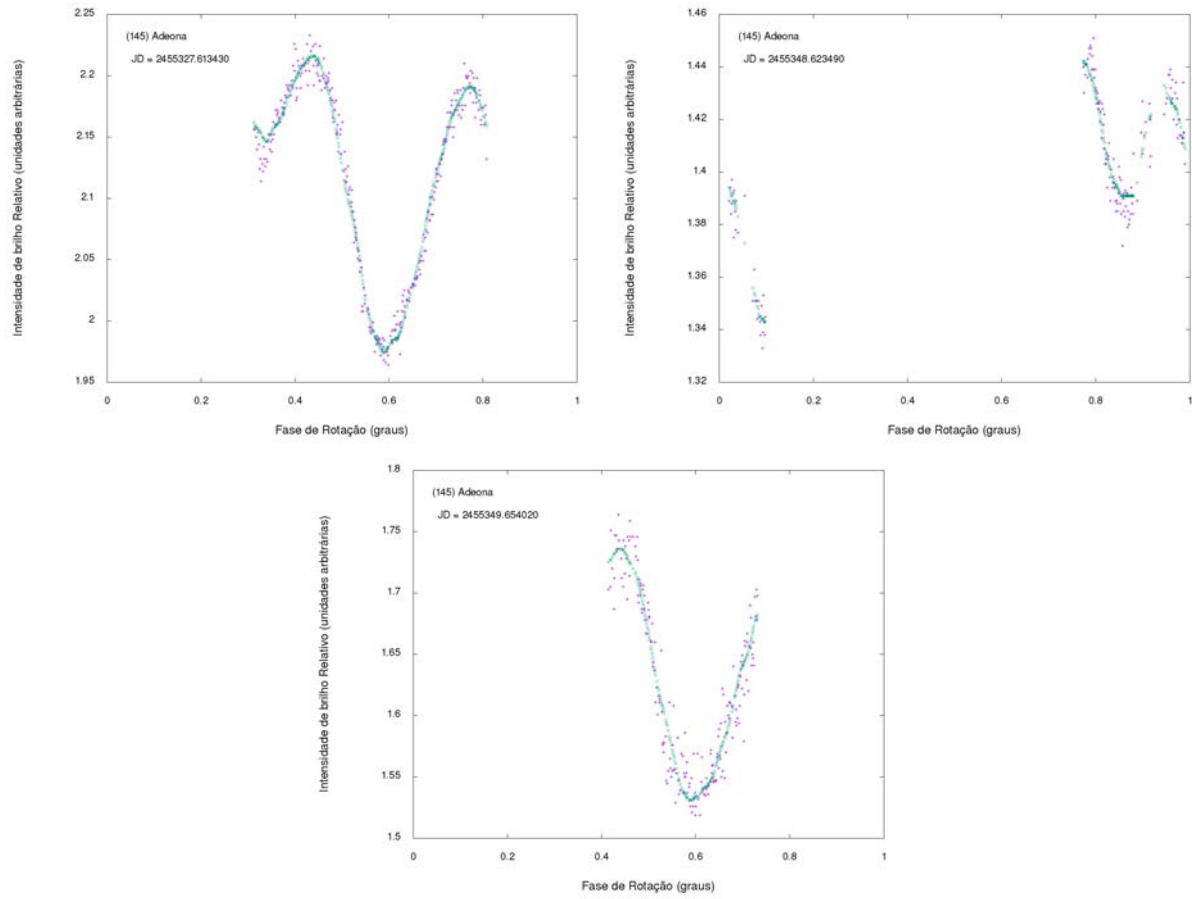 2.25
2.2
2.15
2.1
2.05
2
1.95
0 0.2 0.4 0.6 0.8 1
Intensidade de brilho Relativo (unidades arbitrárias)
(145) Adeona
JD = 2455327.613430
Fase de Rotação (graus)
1.46
1.44
1.42
1.4
1.38
1.36
1.34
1.32
0 0.2 0.4 0.6 0.8 1
Intensidade de brilho Relativo (unidades arbitrárias)
(145) Adeona
JD = 2455348.623490
Fase de Rotação (graus)
1.8
1.75
1.7
1.65
1.6
1.55
1.5
0 0.2 0.4 0.6 0.8 1
Intensidade de brilho Relativo (unidades arbitrárias)
(145) Adeona
JD = 2455349.654020
Fase de Rotação (graus)